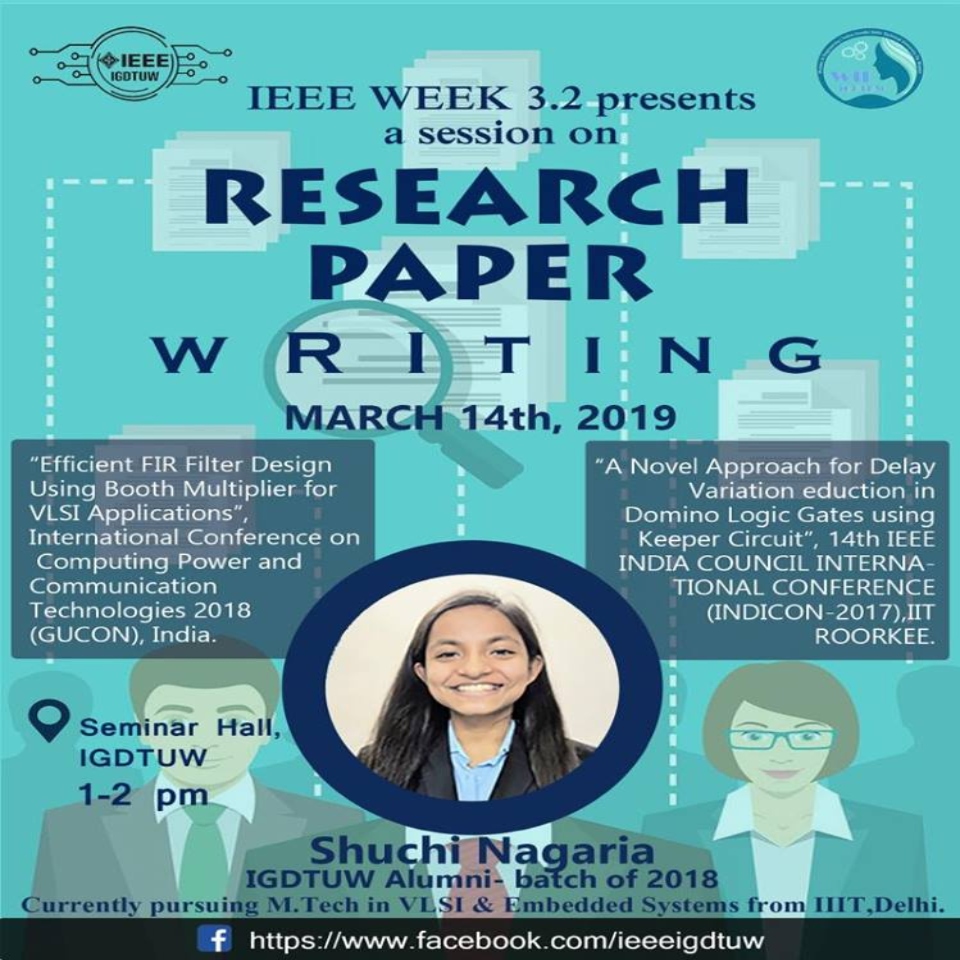 IEEE
IGDTUW
WIE
IEEE WEEK 3.2 presents
a session on
RESEARCH
PAPER
WRITING
MARCH 14th, 2019
“Efficient FIR Filter Design
Using Booth Multiplier for
VLSI Applications”,
International Conference on
Computing Power and
Communication
Technologies 2018
(GUCON), India.
“A Novel Approach for Delay
Variation eduction in
Domino Logic Gates using
Keeper Circuit”, 14th IEEE
INDIA COUNCIL INTERNA-
TIONAL CONFERENCE
(INDICON-2017),IIT
ROORKEE.
Seminar Hall,
IGDTUW
1-2 pm
Shuchi Nagaria
IGDTUW Alumni- batch of 2018
Currently pursuing M.Tech in VLSI & Embedded Systems from IIIT,Delhi.
f https://www.facebook.com/ieeeigdtuw